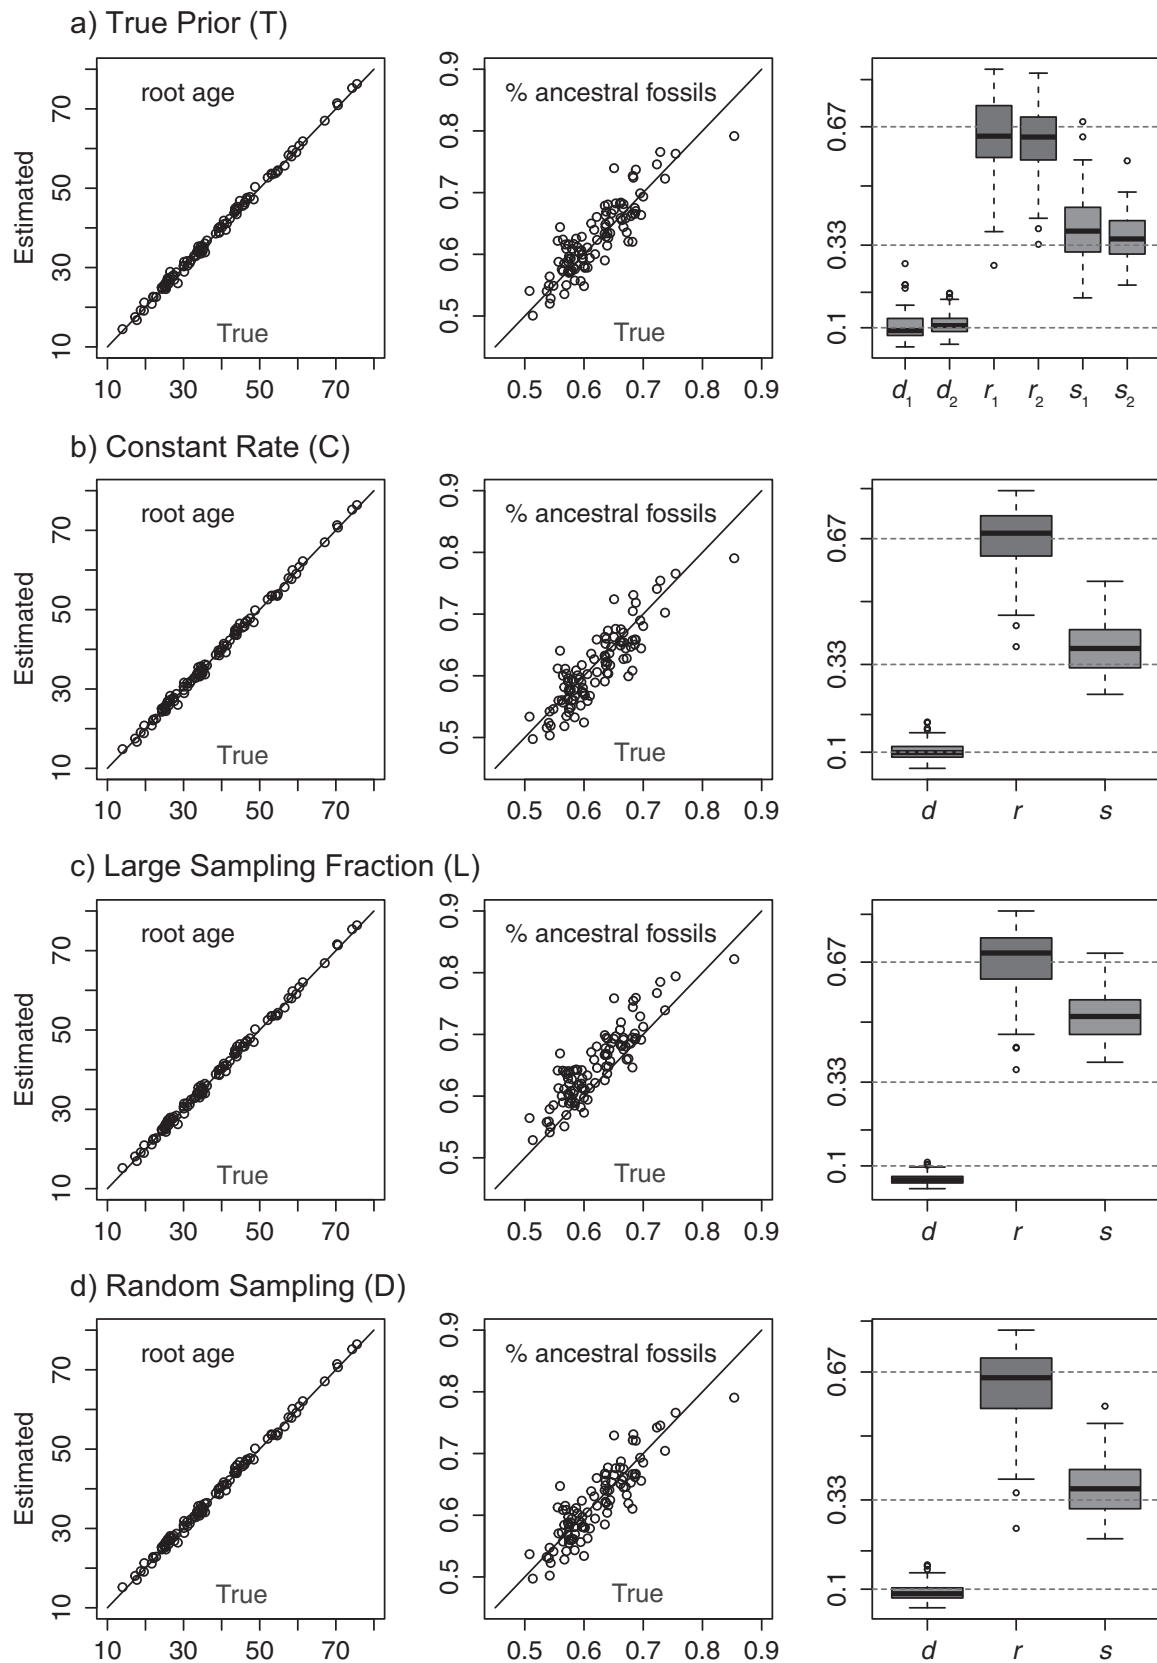 a) True Prior (T)
root age
True
Estimated
10 30 50 70
10 30 50 70
% ancestral fossils
0.5 0.6 0.7 0.8 0.9
0.5 0.6 0.7 0.8 0.9
0.1 0.33 0.67
d1 d2 r1 r2 s1 s2
b) Constant Rate (C)
root age
True
Estimated
10 30 50 70
10 30 50 70
% ancestral fossils
True
0.5 0.6 0.7 0.8 0.9
0.5 0.6 0.7 0.8 0.9
0.1 0.33 0.67
d r s
c) Large Sampling Fraction (L)
root age
True
Estimated
10 30 50 70
10 30 50 70
% ancestral fossils
True
0.5 0.6 0.7 0.8 0.9
0.5 0.6 0.7 0.8 0.9
0.1 0.33 0.67
d r s
d) Random Sampling (D)
root age
True
Estimated
10 30 50 70
10 30 50 70
% ancestral fossils
True
0.5 0.6 0.7 0.8 0.9
0.5 0.6 0.7 0.8 0.9
0.1 0.33 0.67
d r s